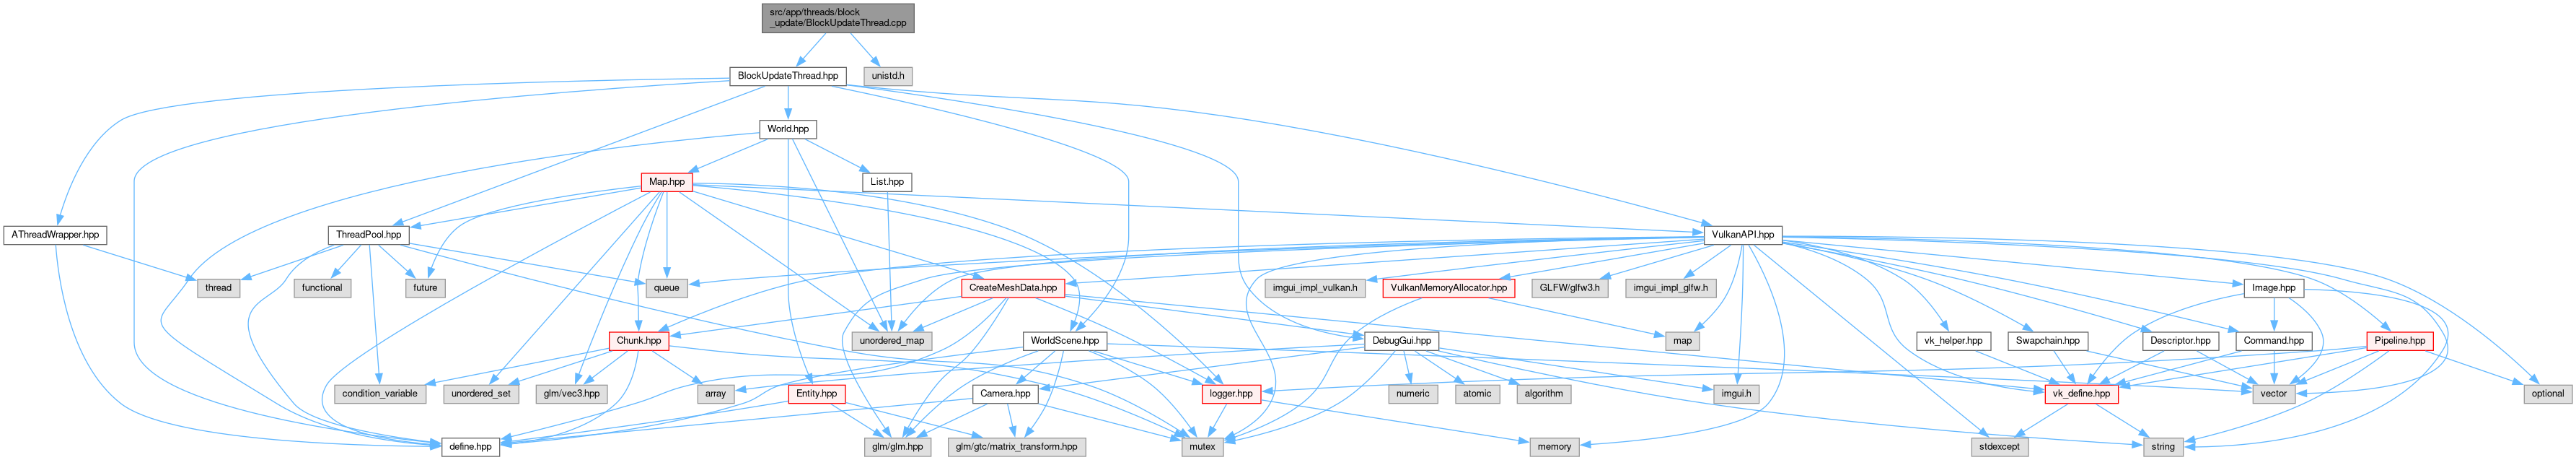 src/app/threads/block
_update/BlockUpdateThread.cpp
BlockUpdateThread.hpp
unistd.h
World.hpp
Map.hpp
List.hpp
AThreadWrapper.hpp
ThreadPool.hpp
VulkanAPI.hpp
thread
functional
future
queue
CreateMeshData.hpp
imgui_impl_vulkan.h
VulkanMemoryAllocator.hpp
GLFW/glfw3.h
imgui_impl_glfw.h
Image.hpp
Chunk.hpp
unordered_map
WorldScene.hpp
DebugGui.hpp
map
vk_helper.hpp
Swapchain.hpp
Descriptor.hpp
Command.hpp
Pipeline.hpp
condition_variable
unordered_set
glm/vec3.hpp
array
Entity.hpp
Camera.hpp
logger.hpp
numeric
atomic
algorithm
imgui.h
vk_define.hpp
vector
optional
define.hpp
glm/glm.hpp
glm/gtc/matrix_transform.hpp
mutex
memory
stdexcept
string